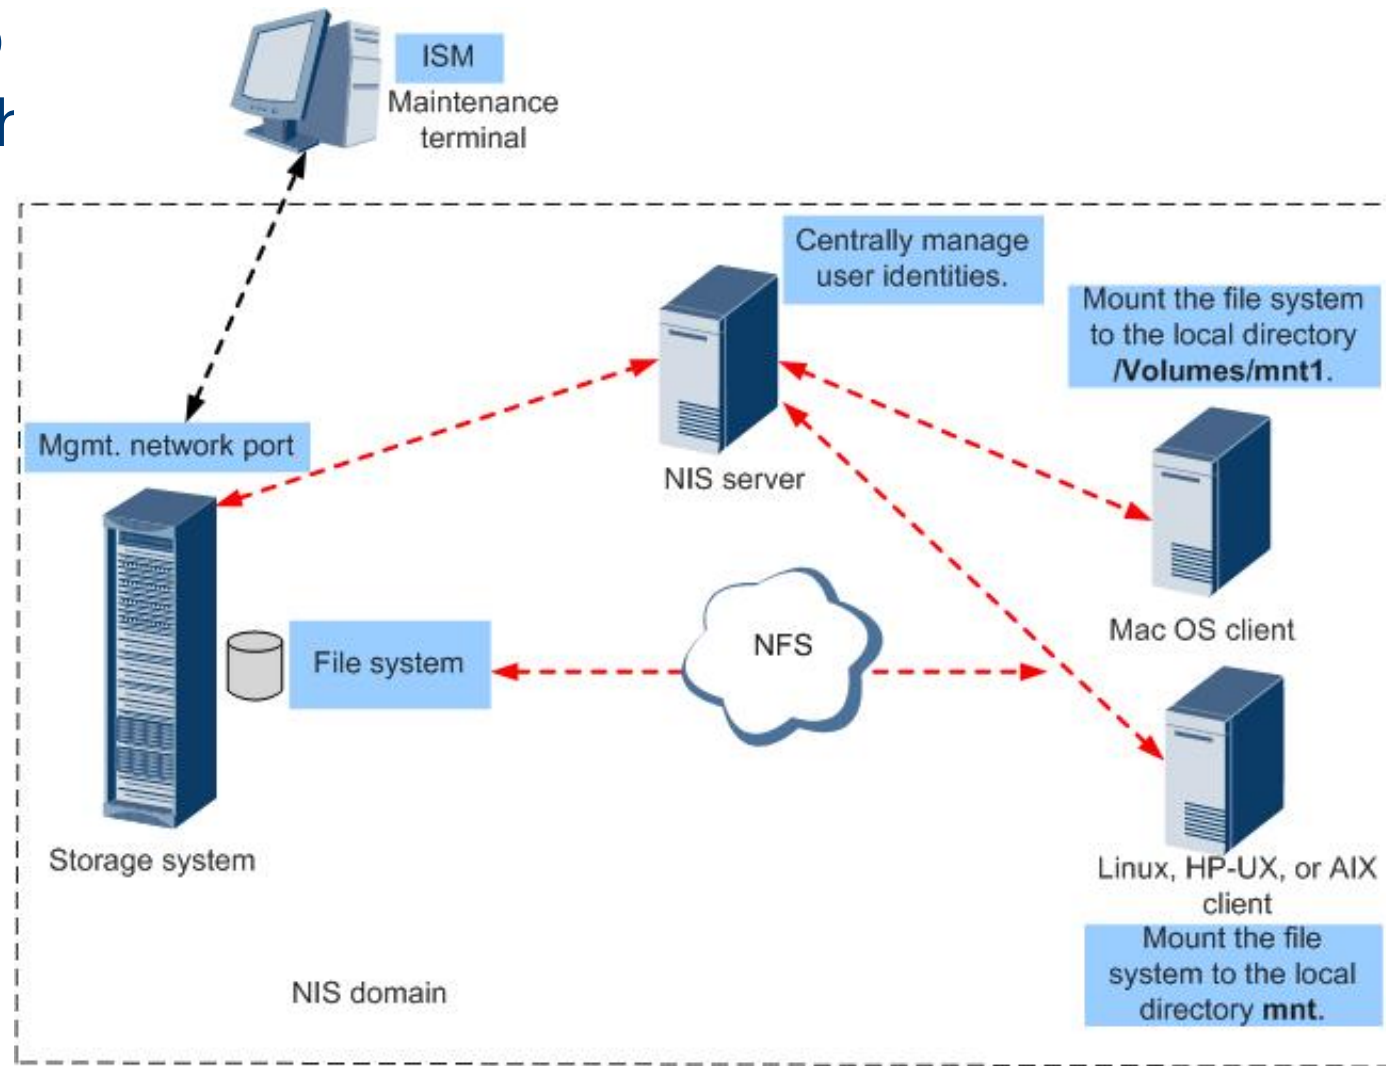 ISM
Maintenance
terminal
Centrally manage
user identities.
Mount the file system
to the local directory
/Volumes/mnt1.
Mgmt. network port
NIS server
Mac OS client
File system
NFS
Storage system
Linux, HP-UX, or AIX
client
Mount the file
system to the local
directory mnt.
NIS domain